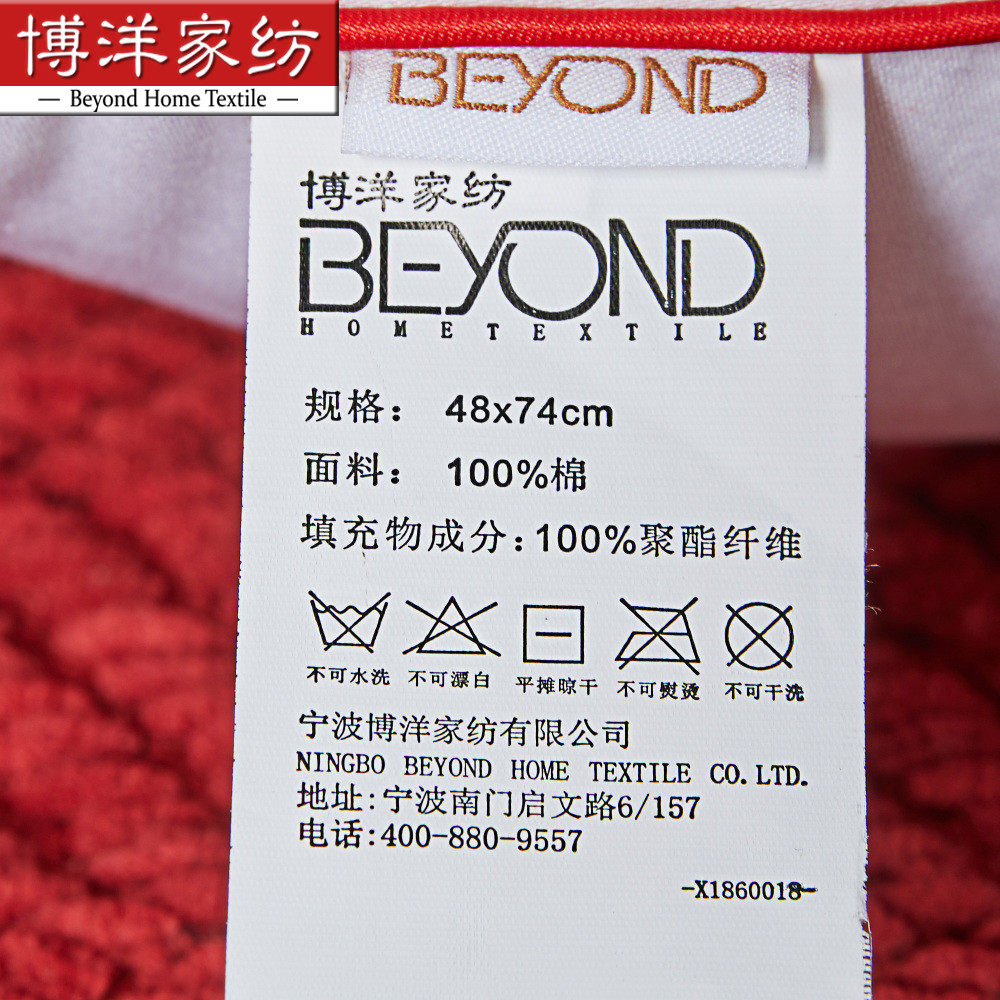 博洋家纺
— Beyond Home Textile —
BEYOND
博洋家纺
BEYOND
HOMETEXTILE
规格： 48x74cm
面料： 100%棉
填充物成分：100%聚酯纤维
不可水洗 不可漂白 平摊晾干 不可熨烫 不可干洗
宁波博洋家纺有限公司
NINGBO BEYOND HOME TEXTILE CO.LTD.
地址:宁波南门启文路6/157
电话:400-880-9557
-X1860018-